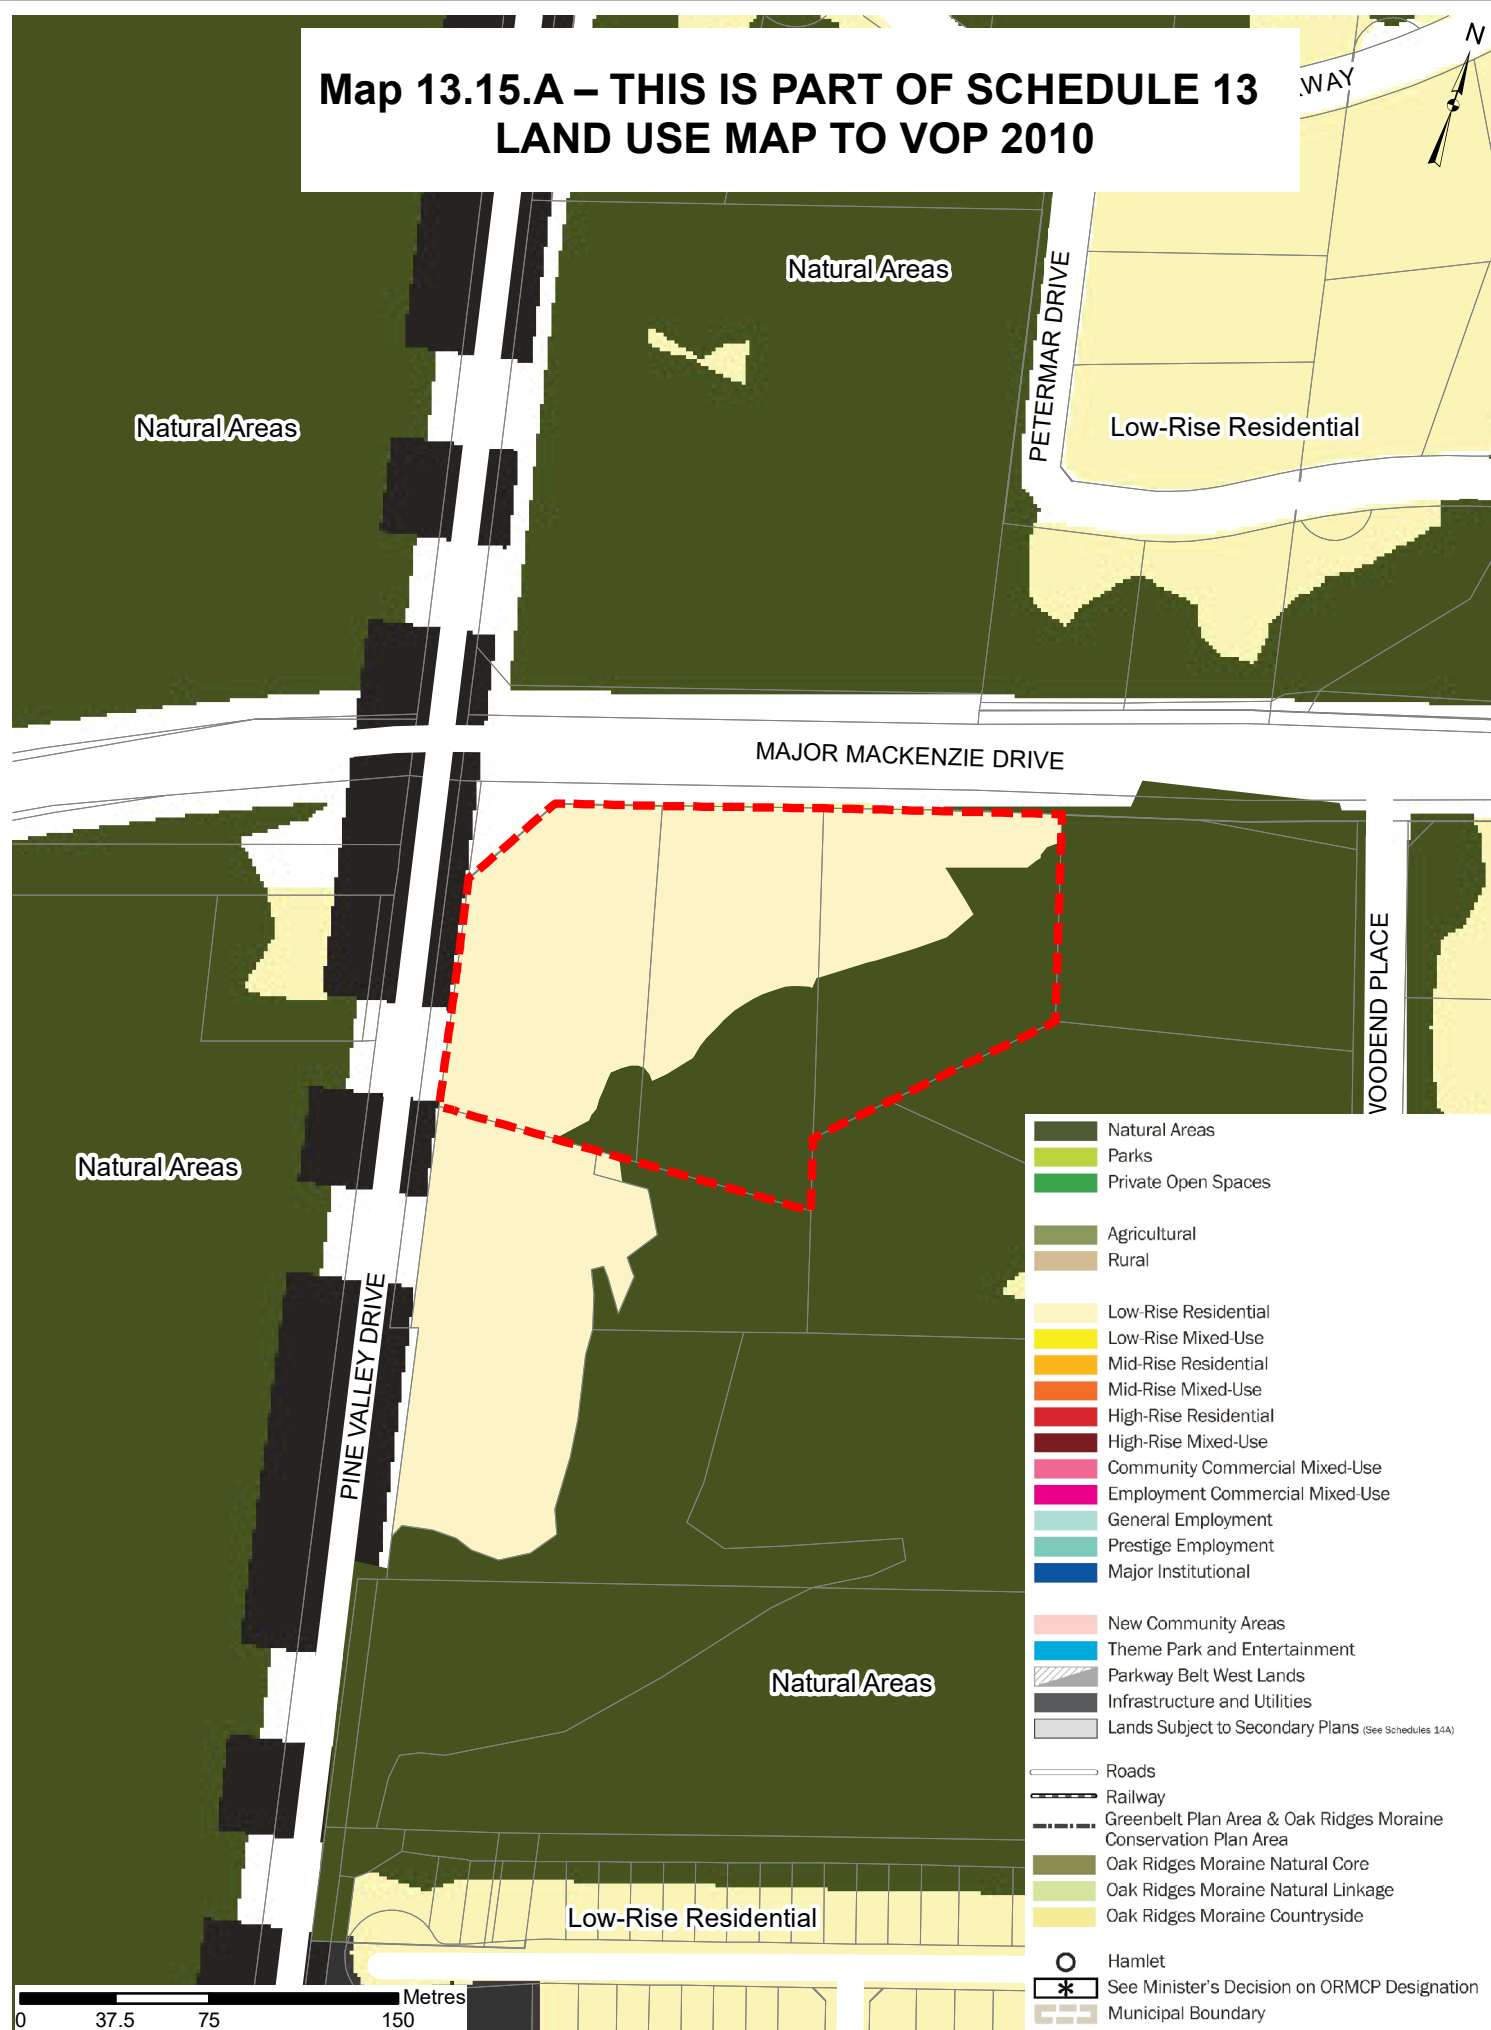 Map 13.15.A – THIS IS PART OF SCHEDULE 13
LAND USE MAP TO VOP 2010
N
WAY
Natural Areas
PETERMAR DRIVE
Natural Areas
Low-Rise Residential
MAJOR MACKENZIE DRIVE
WOODEND PLACE
Natural Areas
PINE VALLEY DRIVE
Natural Areas
Low-Rise Residential
Natural Areas
Parks
Private Open Spaces
Agricultural
Rural
Low-Rise Residential
Low-Rise Mixed-Use
Mid-Rise Residential
Mid-Rise Mixed-Use
High-Rise Residential
High-Rise Mixed-Use
Community Commercial Mixed-Use
Employment Commercial Mixed-Use
General Employment
Prestige Employment
Major Institutional
New Community Areas
Theme Park and Entertainment
Parkway Belt West Lands
Infrastructure and Utilities
Lands Subject to Secondary Plans (See Schedules 14A)
Roads
Railway
Greenbelt Plan Area & Oak Ridges Moraine
Conservation Plan Area
Oak Ridges Moraine Natural Core
Oak Ridges Moraine Natural Linkage
Oak Ridges Moraine Countryside
Hamlet
See Minister's Decision on ORMCP Designation
Municipal Boundary
Metres
0 37.5 75 150